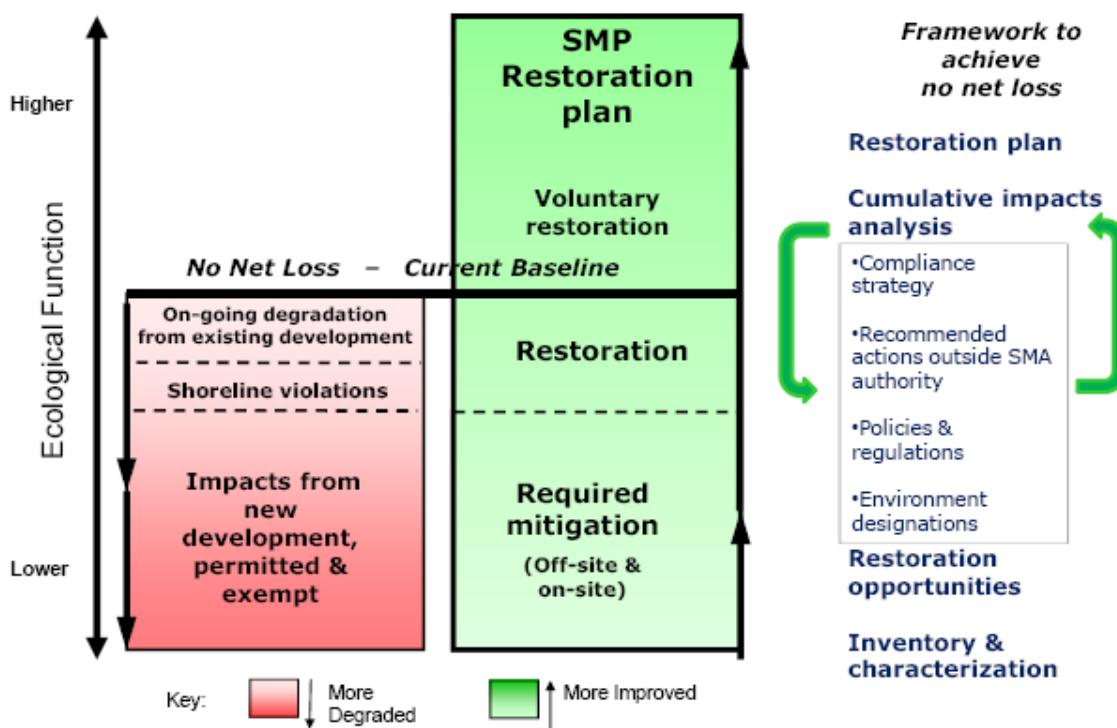 Higher
Ecological Function
Lower
SMP
Restoration
plan
Voluntary
restoration
No Net Loss – Current Baseline
On-going degradation
from existing development
Shoreline violations
Impacts from
new
development,
permitted &
exempt
Restoration
Required
mitigation
(Off-site &
on-site)
Framework to
achieve
no net loss
Restoration plan
Cumulative impacts
analysis
•Compliance
strategy
•Recommended
actions outside SMA
authority
•Policies &
regulations
•Environment
designations
Restoration
opportunities
Inventory &
characterization
Key:
More
Degraded
More Improved